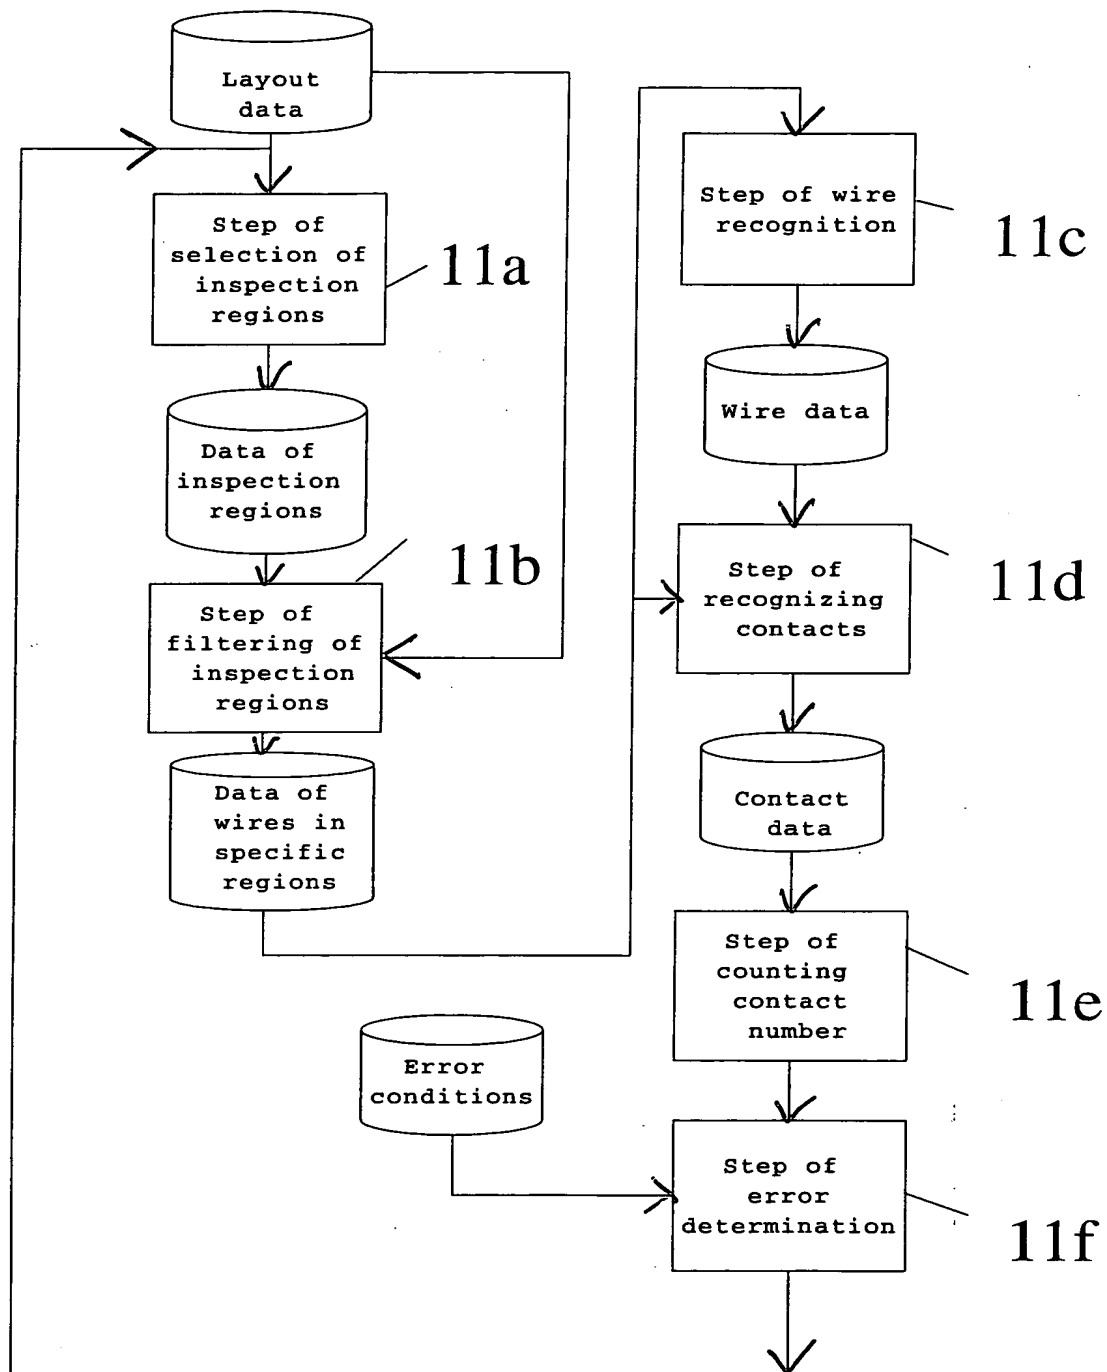 Layout
data
Step of
selection of
inspection
regions
11a
Data of
inspection
regions
11b
Step of
filtering of
inspection
regions
Data of
wires in
specific
regions
Step of wire
recognition
11c
Wire data
Step of
recognizing
contacts
11d
Contact
data
Step of
counting
contact
number
11e
Error
conditions
Step of
error
determination
11f